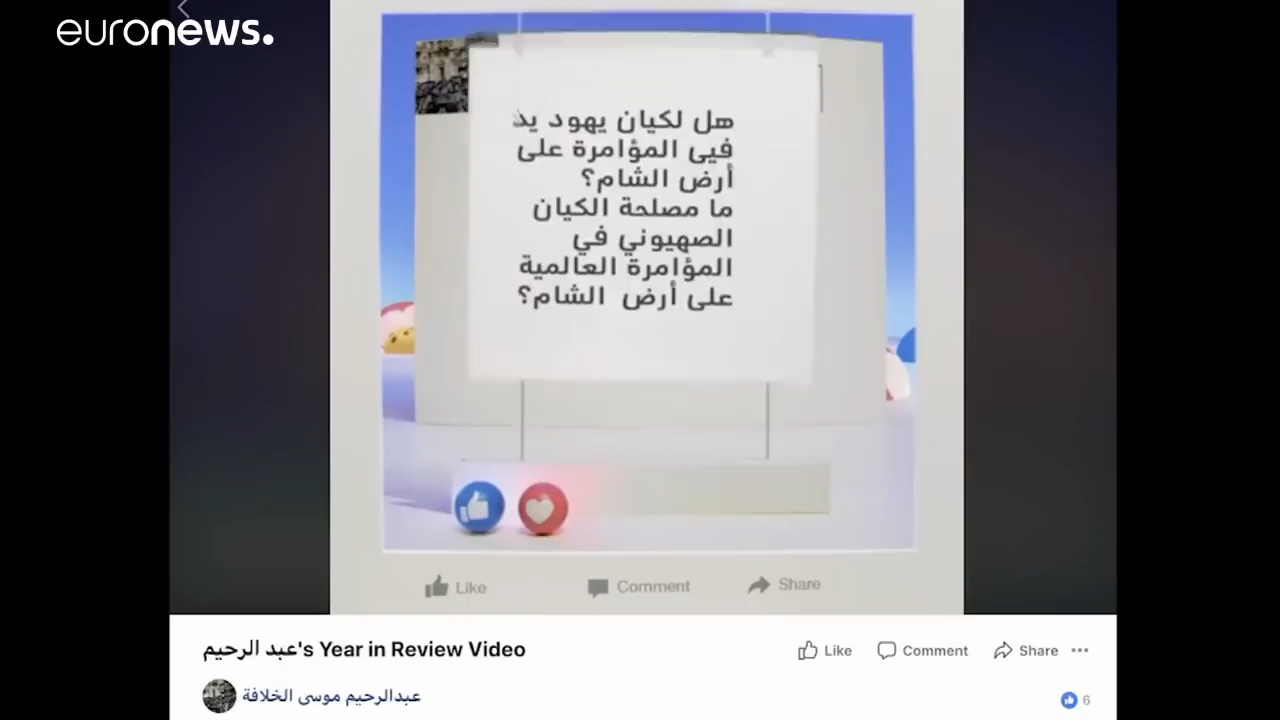 euronews.
هل لكيان يهود يد
فيى المؤامرة على
أرض الشام؟
ما مصلحة الكيان
الصهيوني في
المؤامرة العالمية
على أرض الشام؟
Like Comment Share
عبد الرحيم's Year in Review Video
Like Comment Share
عبدالرحيم موسى الخلافة
6